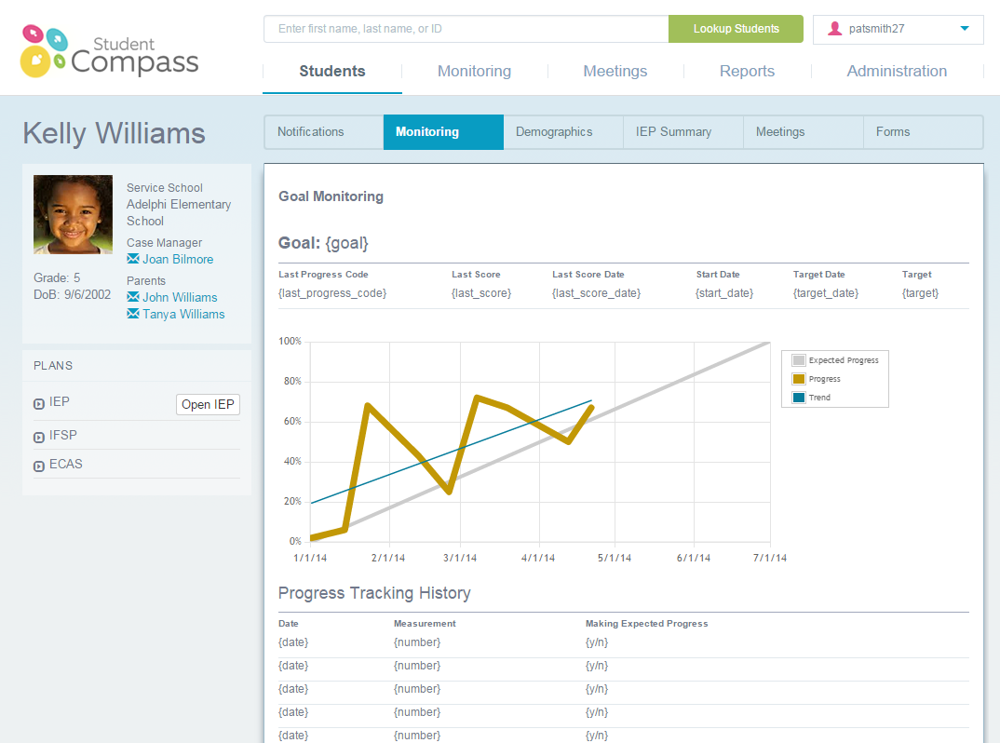 Student
Compass
Enter first name, last name, or ID
Lookup Students
patsmith27
Students Monitoring Meetings Reports Administration
Kelly Williams
Notifications Monitoring Demographics IEP Summary Meetings Forms
Service School
Adelphi Elementary
School
Case Manager
Joan Bilmore
Parents
John Williams
Tanya Williams
Grade: 5
DoB: 9/6/2002
PLANS
IEP
Open IEP
IFSP
ECAS
Goal Monitoring
Goal: {goal}
Last Progress Code Last Score Last Score Date Start Date Target Date Target
{last_progress_code} {last_score} {last_score_date} {start_date} {target_date} {target}
100%
80%
60%
40%
20%
0%
1/1/14 2/1/14 3/1/14 4/1/14 5/1/14 6/1/14 7/1/14
Expected Progress
Progress
Trend
Progress Tracking History
Date Measurement Making Expected Progress
{date} {number} {y/n}
{date} {number} {y/n}
{date} {number} {y/n}
{date} {number} {y/n}
{date} {number} {y/n}